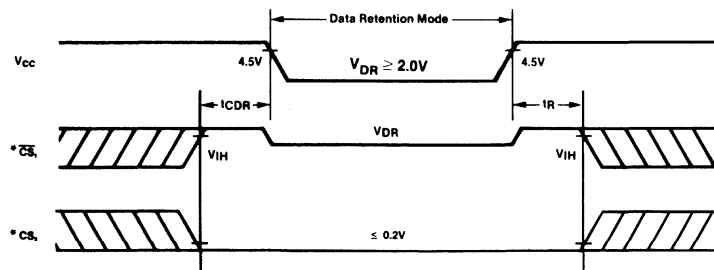 Data Retention Mode
VCC
4.5V
VDR ≥ 2.0V
4.5V
tCDR
tR
* CS,
VIH
VDR
VIH
* CS,
≤ 0.2V